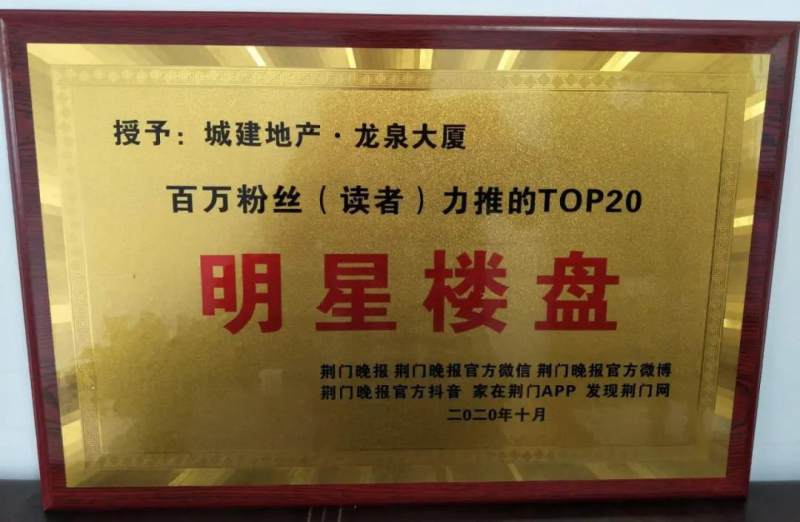 授予：城建地产·龙泉大厦
百万粉丝（读者）力推的TOP20
明星楼盘
荆门晚报 荆门晚报官方微信 荆门晚报官方微博
荆门晚报官方抖音 家在荆门APP 发现荆门网
二〇二〇年十月